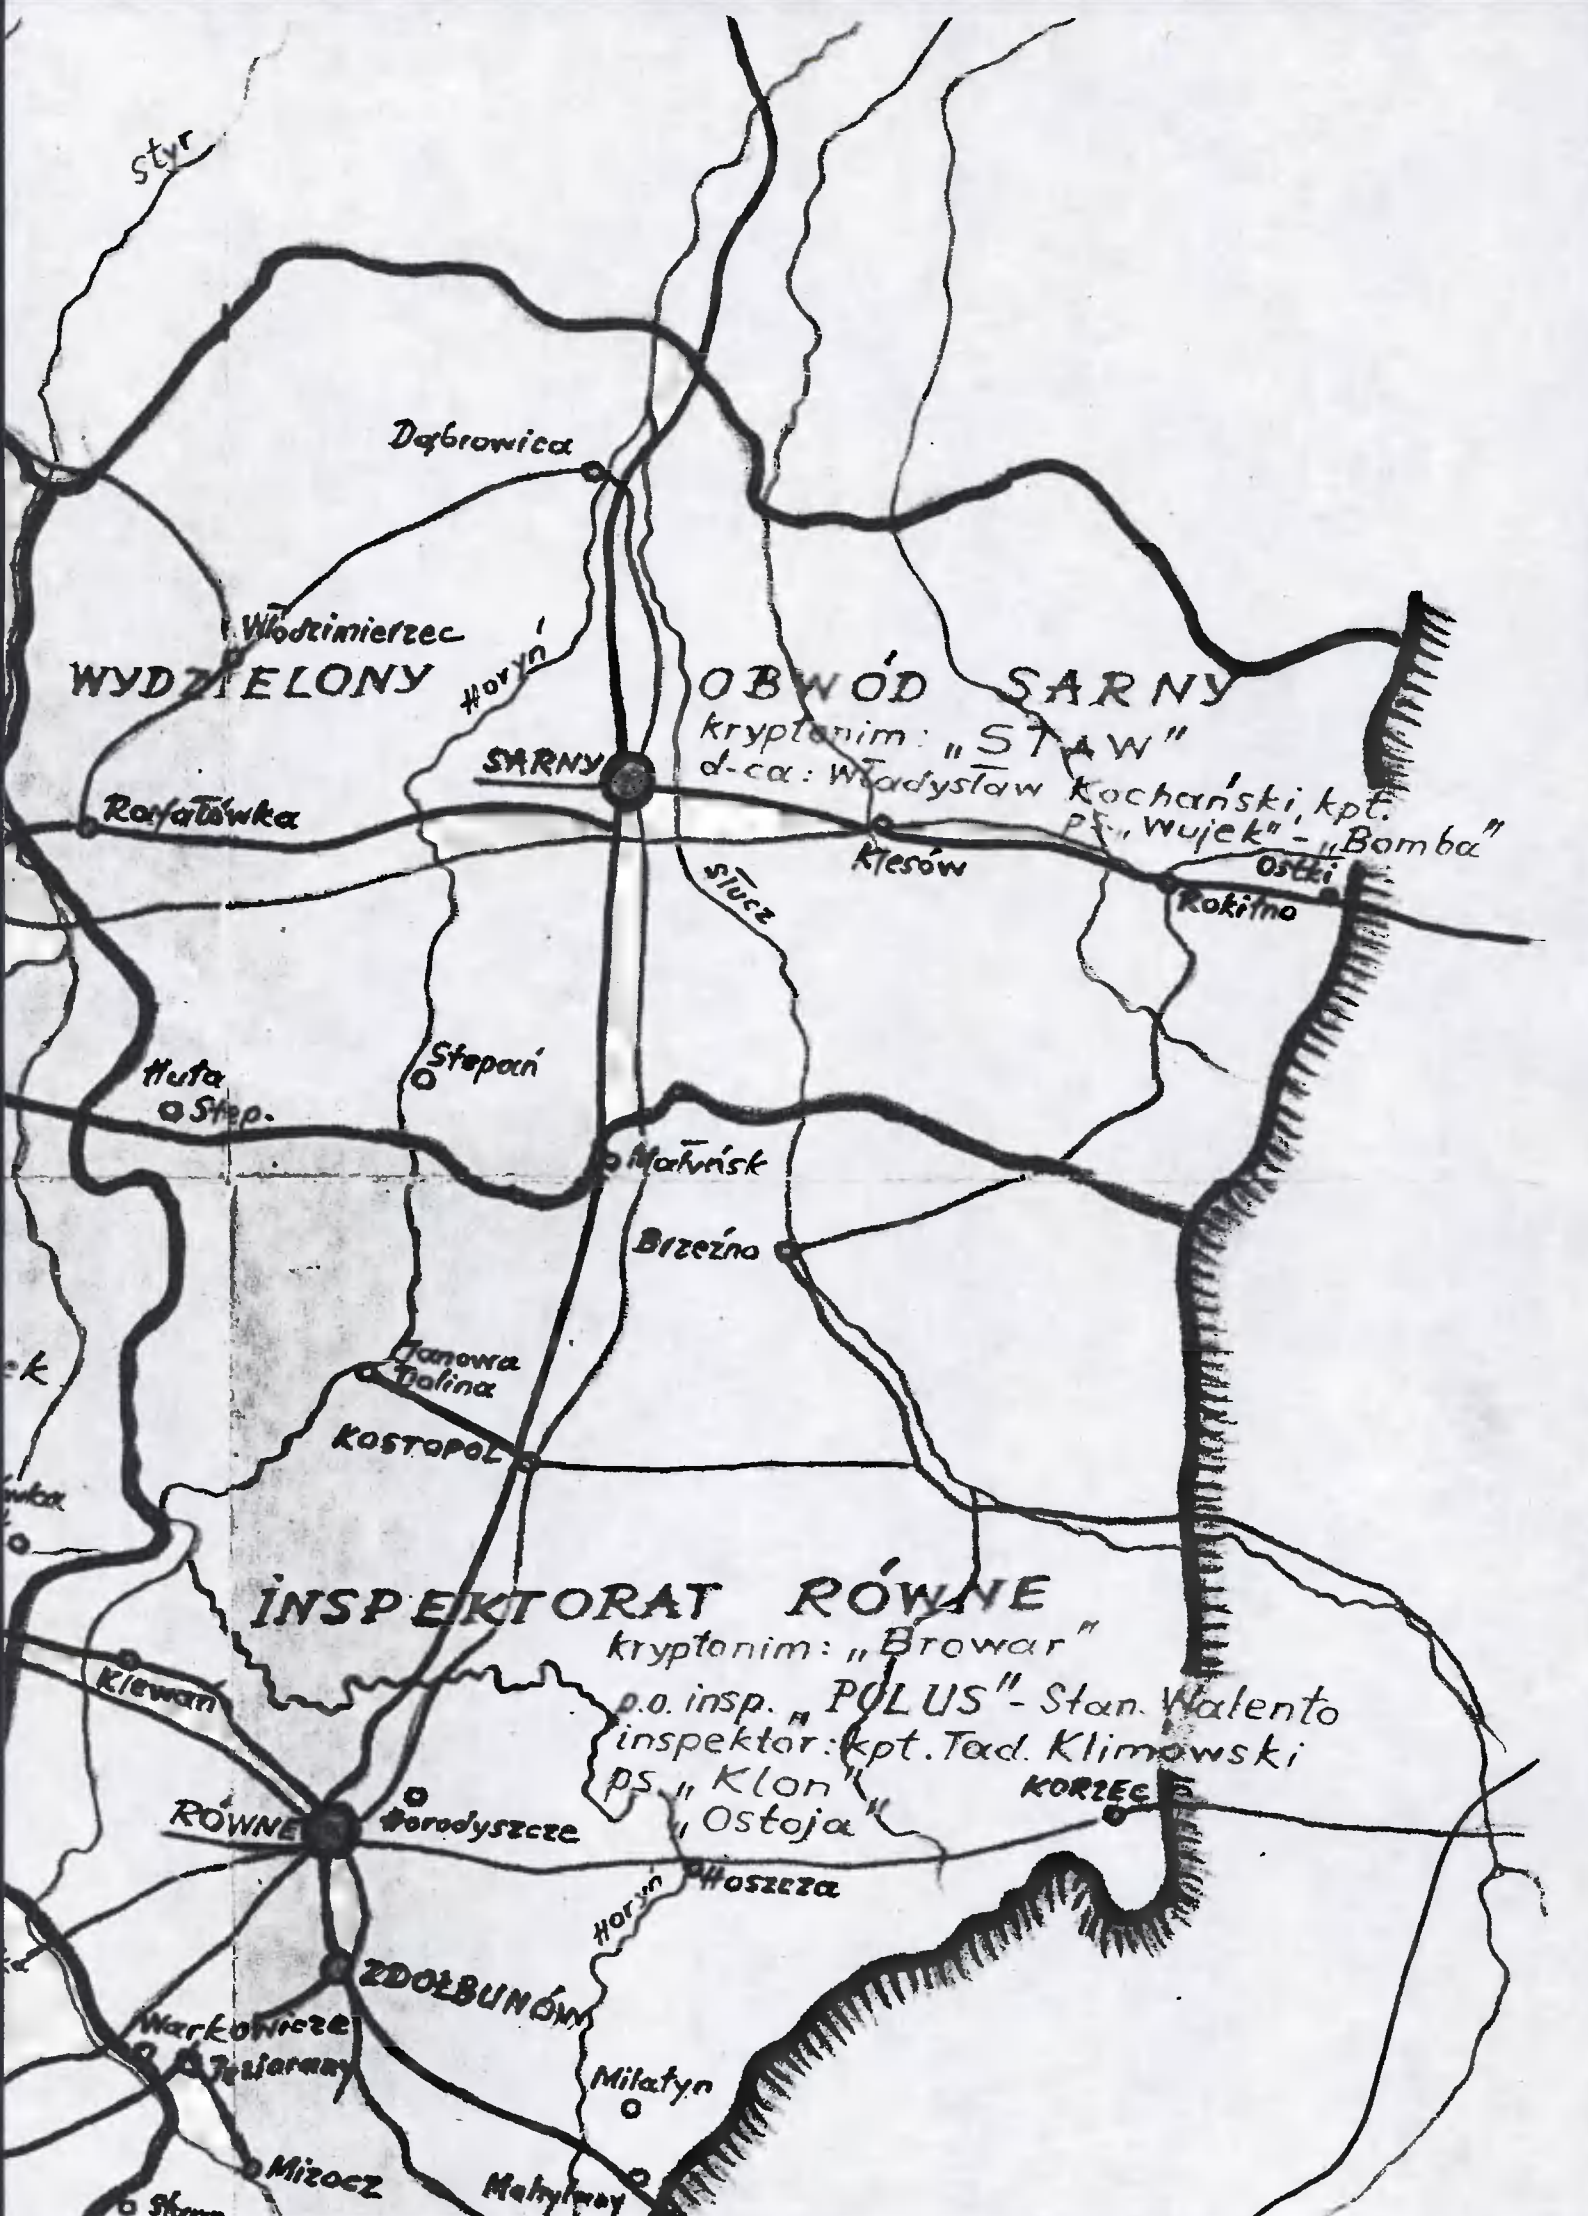 Styr
Dąbrowica
Włodzimierzec
WYDZIELONY
Horyń
OBWÓD SARNY
kryptonim: „STAW”
d-ca: Władysław Kochański, kpt.
ps. „Wujek” - „Bomba”
SARNY
Rafałówka
Klesów
Ostki
Rokitno
Słucz
Huta
Step.
Stepań
Małyńsk
Brzeźno
Janowa
Dolina
KOSTOPOL
INSPEKTORAT RÓWNE
kryptonim: „Browar”
p.o. insp. „POLUS” - Stan. Walento
inspektor: kpt. Tad. Klimowski
ps. „Klon”
„Ostoja”
KORZEC
Klewań
RÓWNE
Horodyszcze
Hoszcza
Horyń
ZDOŁBUNÓW
Warkowicze
Jeziorany
Milatyn
Mizocz